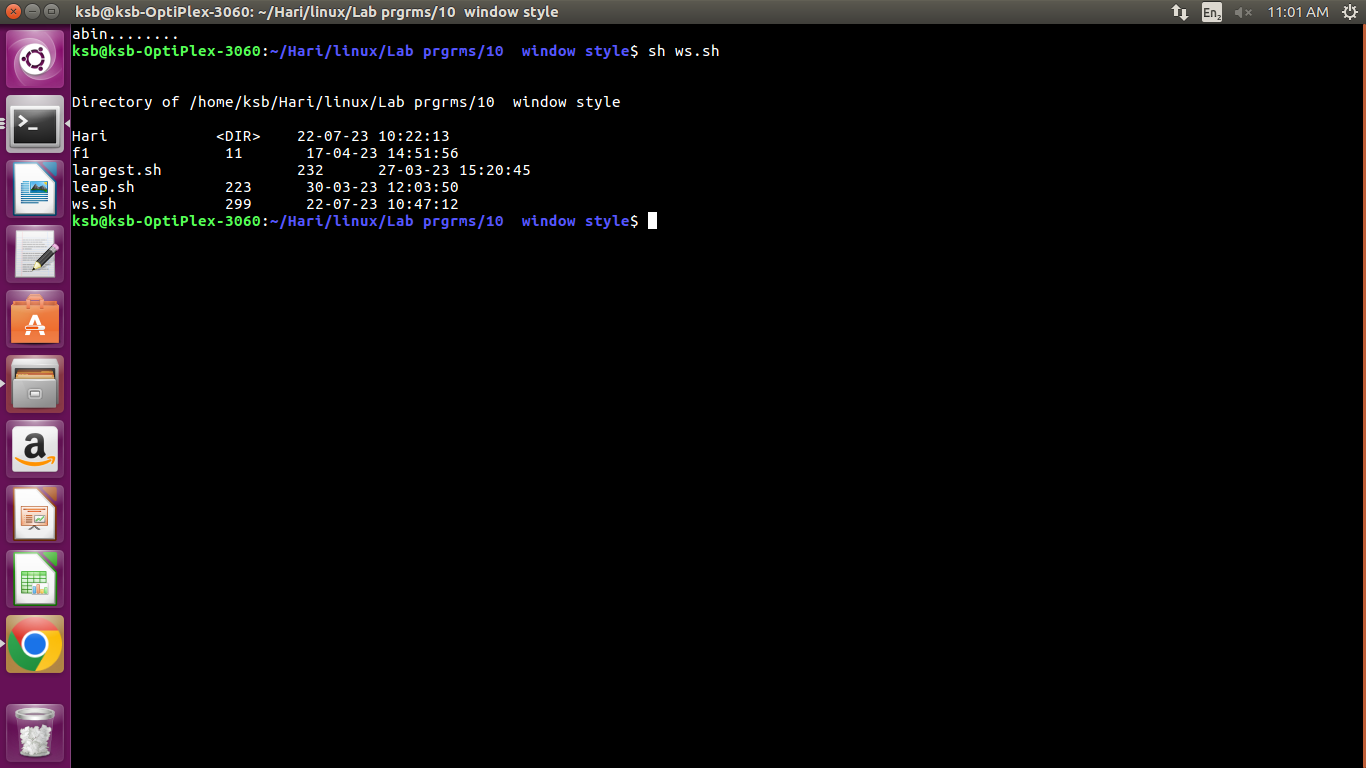 ksb@ksb-OptiPlex-3060: ~/Hari/linux/Lab prgrms/10  window style
En2
11:01 AM
abin........
ksb@ksb-OptiPlex-3060:~/Hari/linux/Lab prgrms/10  window style$ sh ws.sh
Directory of /home/ksb/Hari/linux/Lab prgrms/10  window style
Hari            <DIR>    22-07-23 10:22:13
f1               11       17-04-23 14:51:56
largest.sh               232      27-03-23 15:20:45
leap.sh          223      30-03-23 12:03:50
ws.sh            299      22-07-23 10:47:12
ksb@ksb-OptiPlex-3060:~/Hari/linux/Lab prgrms/10  window style$